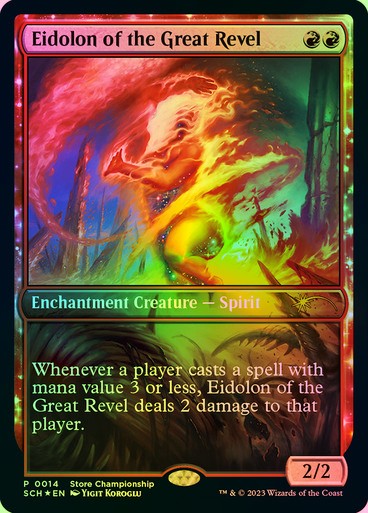 Eidolon of the Great Revel
Enchantment Creature — Spirit
Whenever a player casts a spell with
mana value 3 or less, Eidolon of the
Great Revel deals 2 damage to that
player.
2/2
P 0014 Store Championship
SCH★EN Yigit Koroglu
™ & © 2023 Wizards of the Coast